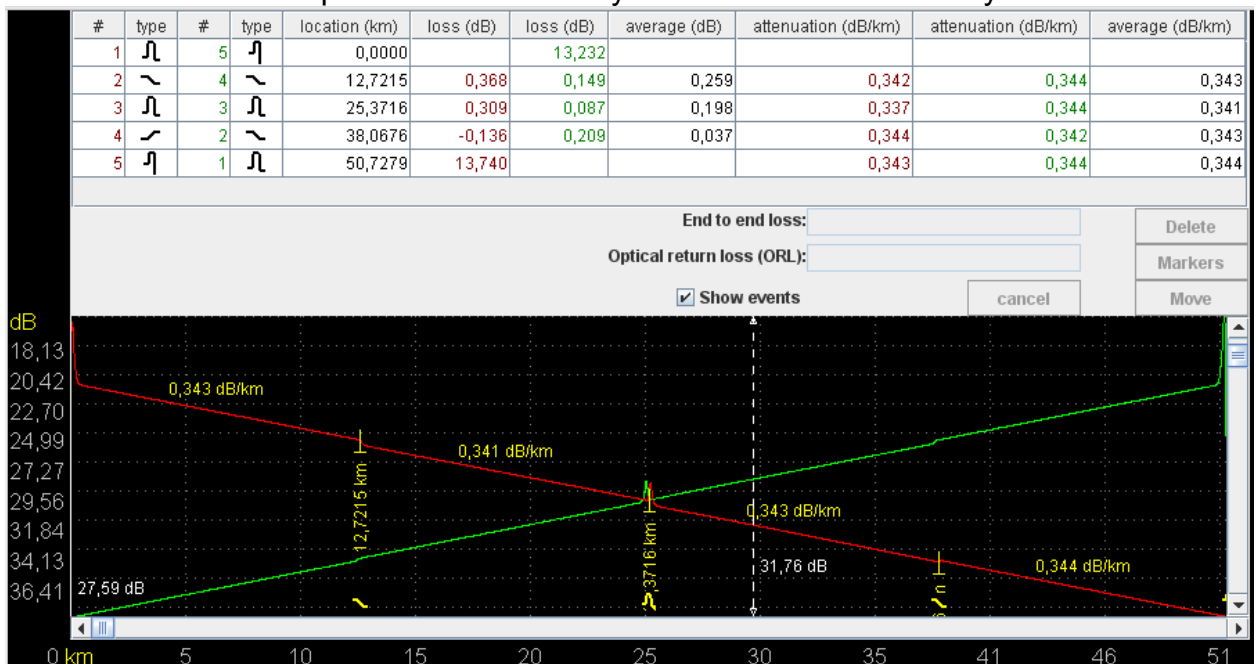 # type # type location (km) loss (dB) loss (dB) average (dB) attenuation (dB/km) attenuation (dB/km) average (dB/km)
1 5 0,0000 13,232
2 4 12,7215 0,368 0,149 0,259 0,342 0,344 0,343
3 3 25,3716 0,309 0,087 0,198 0,337 0,344 0,341
4 2 38,0676 -0,136 0,209 0,037 0,344 0,342 0,343
5 1 50,7279 13,740 0,343 0,344 0,344
End to end loss:
Delete
Optical return loss (ORL):
Markers
Show events
cancel
Move
dB
18,13
20,42
0,343 dB/km
22,70
24,99
0,341 dB/km
27,27
12,7215 km
29,56
0,343 dB/km
31,84
,3716 km
34,13
31,76 dB
0,344 dB/km
36,41
27,59 dB
0 km 5 10 15 20 25 30 35 41 46 51